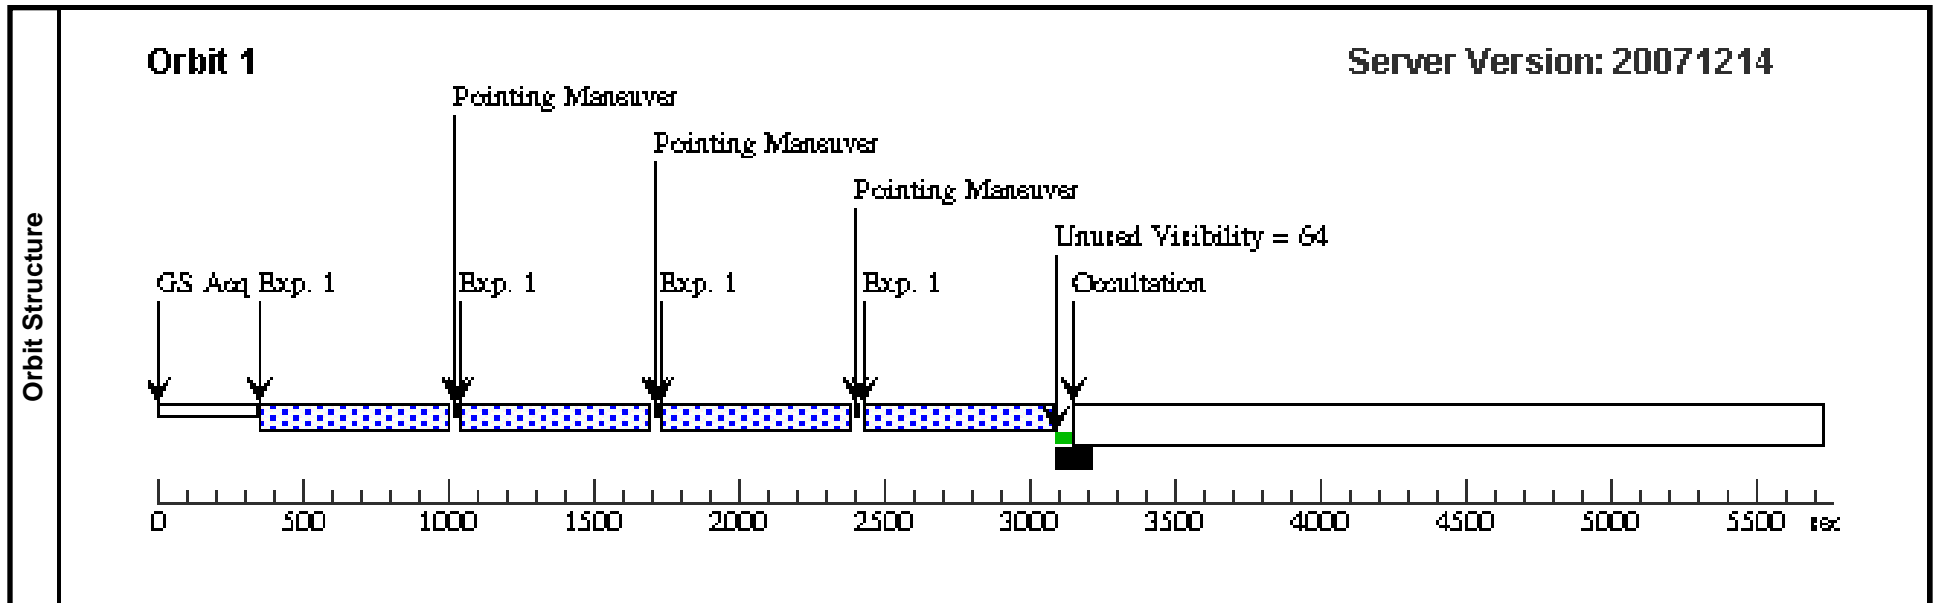 Orbit Structure
Orbit 1
Server Version: 20071214
Pointing Maneuver
Pointing Maneuver
Pointing Maneuver
Unused Visibility = 64
GS Acq Exp. 1 Exp. 1 Exp. 1 Exp. 1 Occultation
0 500 1000 1500 2000 2500 3000 3500 4000 4500 5000 5500 sec